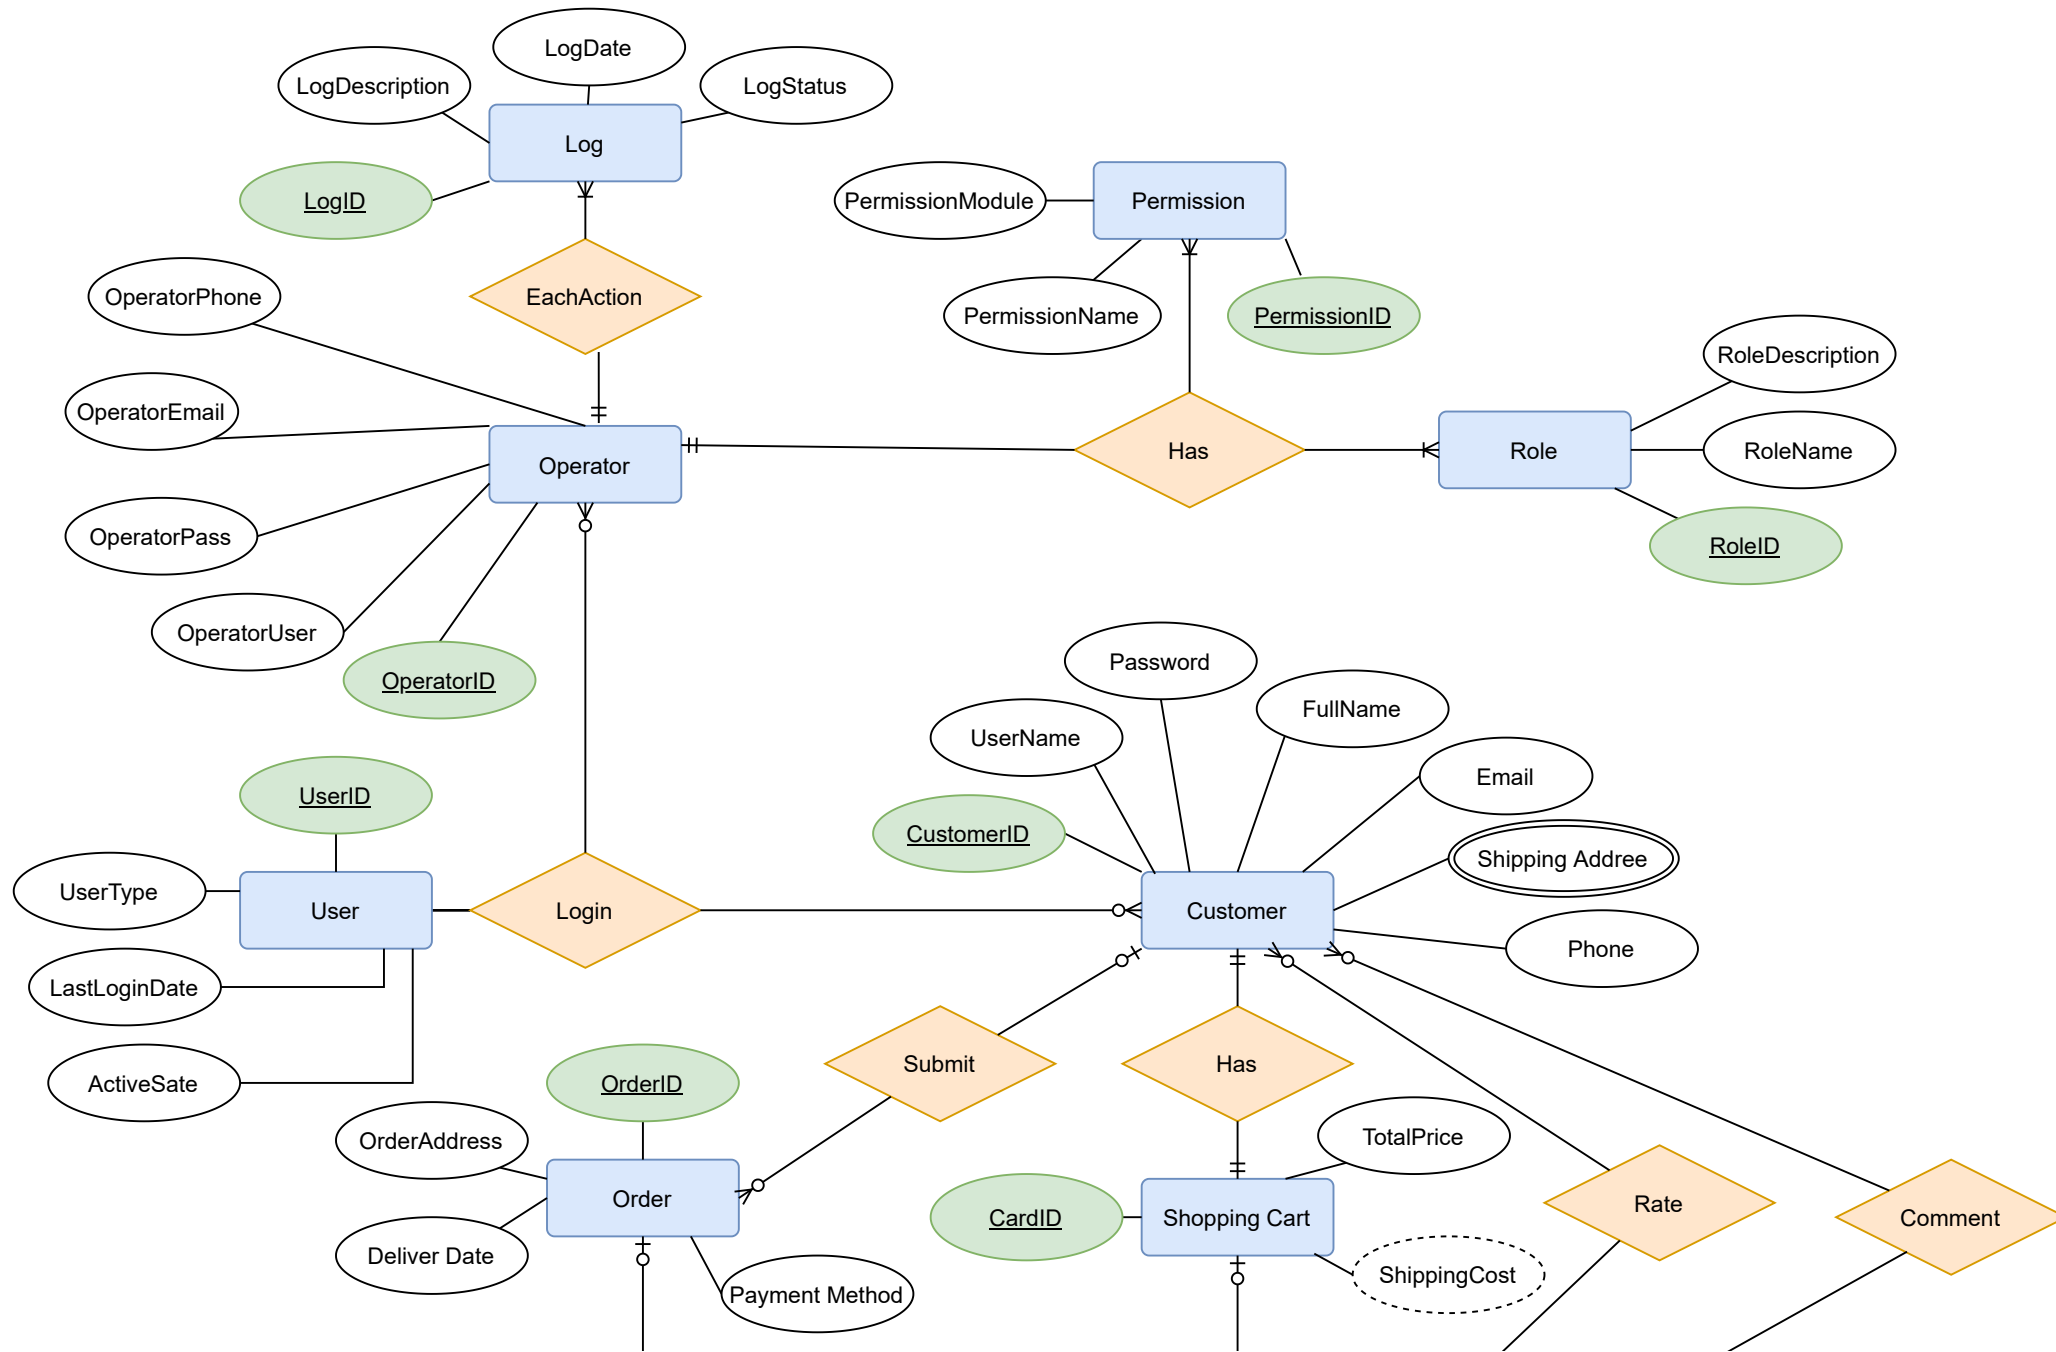 LogDate
LogDescription
LogStatus
Log
LogID
PermissionModule
Permission
OperatorPhone
EachAction
PermissionName
PermissionID
RoleDescription
OperatorEmail
Operator
Has
Role
RoleName
OperatorPass
RoleID
OperatorUser
OperatorID
Password
FullName
UserName
Email
UserID
CustomerID
Shipping Addree
UserType
User
Login
Customer
Phone
LastLoginDate
ActiveSate
OrderID
Submit
Has
OrderAddress
TotalPrice
Order
CardID
Shopping Cart
Rate
Comment
Deliver Date
Payment Method
ShippingCost